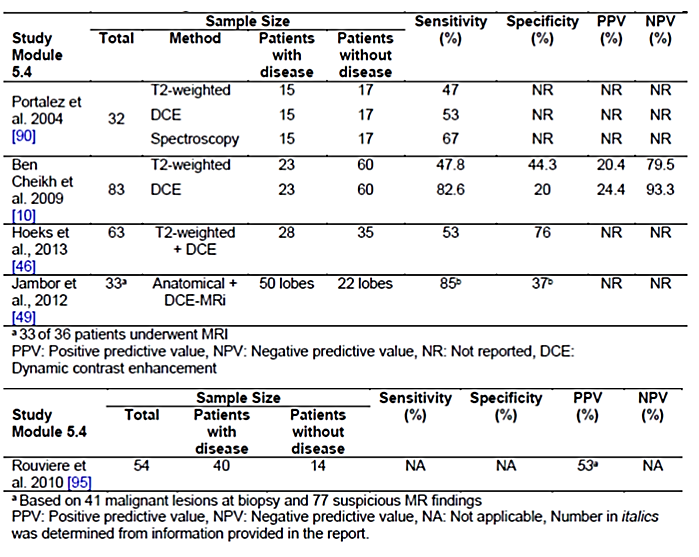 Sample Size Sensitivity Specificity PPV NPV
Study Total Method Patients Patients (%) (%) (%) (%)
Module with without
5.4 disease disease
T2-weighted 15 17 47 NR NR NR
Portalez et
al. 2004 32 DCE 15 17 53 NR NR NR
[90] Spectroscopy 15 17 67 NR NR NR
Ben T2-weighted 23 60 47.8 44.3 20.4 79.5
Cheikh et 83 DCE 23 60 82.6 20 24.4 93.3
al. 2009
[10]
Hoeks et 63 T2-weighted 28 35 53 76 NR NR
al., 2013 + DCE
[46]
Jambor et 33ᵃ Anatomical + 50 lobes 22 lobes 85ᵇ 37ᵇ NR NR
al., 2012 DCE-MRi
[49]
ᵃ 33 of 36 patients underwent MRI
PPV: Positive predictive value, NPV: Negative predictive value, NR: Not reported, DCE:
Dynamic contrast enhancement
Sample Size Sensitivity Specificity PPV NPV
Study Total Patients Patients (%) (%) (%) (%)
Module 5.4 with without
disease disease
Rouviere et 54 40 14 NA NA 53ᵃ NA
al. 2010 [95]
ᵃ Based on 41 malignant lesions at biopsy and 77 suspicious MR findings
PPV: Positive predictive value, NPV: Negative predictive value, NA: Not applicable, Number in italics
was determined from information provided in the report.